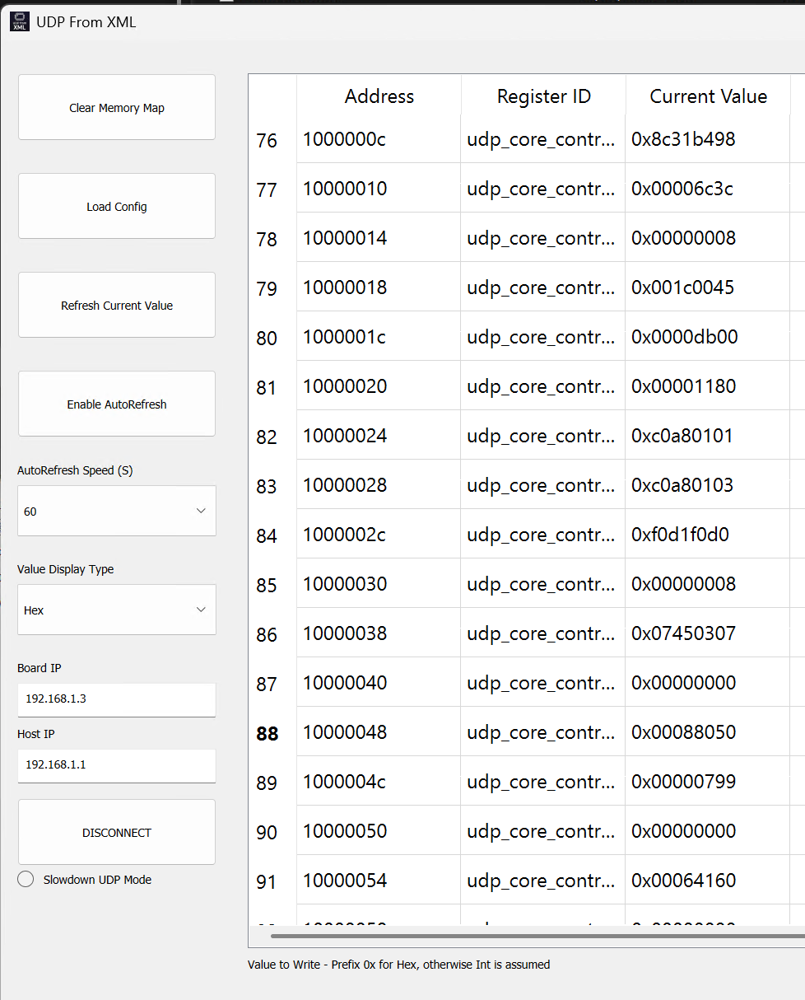 UDP From XML
Clear Memory Map
Load Config
Refresh Current Value
Enable AutoRefresh
AutoRefresh Speed (S)
60
Value Display Type
Hex
Board IP
192.168.1.3
Host IP
192.168.1.1
DISCONNECT
Slowdown UDP Mode
Address Register ID Current Value
76 1000000c udp_core_contr... 0x8c31b498
77 10000010 udp_core_contr... 0x00006c3c
78 10000014 udp_core_contr... 0x00000008
79 10000018 udp_core_contr... 0x001c0045
80 1000001c udp_core_contr... 0x0000db00
81 10000020 udp_core_contr... 0x00001180
82 10000024 udp_core_contr... 0xc0a80101
83 10000028 udp_core_contr... 0xc0a80103
84 1000002c udp_core_contr... 0xf0d1f0d0
85 10000030 udp_core_contr... 0x00000008
86 10000038 udp_core_contr... 0x07450307
87 10000040 udp_core_contr... 0x00000000
88 10000048 udp_core_contr... 0x00088050
89 1000004c udp_core_contr... 0x00000799
90 10000050 udp_core_contr... 0x00000000
91 10000054 udp_core_contr... 0x00064160
Value to Write - Prefix 0x for Hex, otherwise Int is assumed